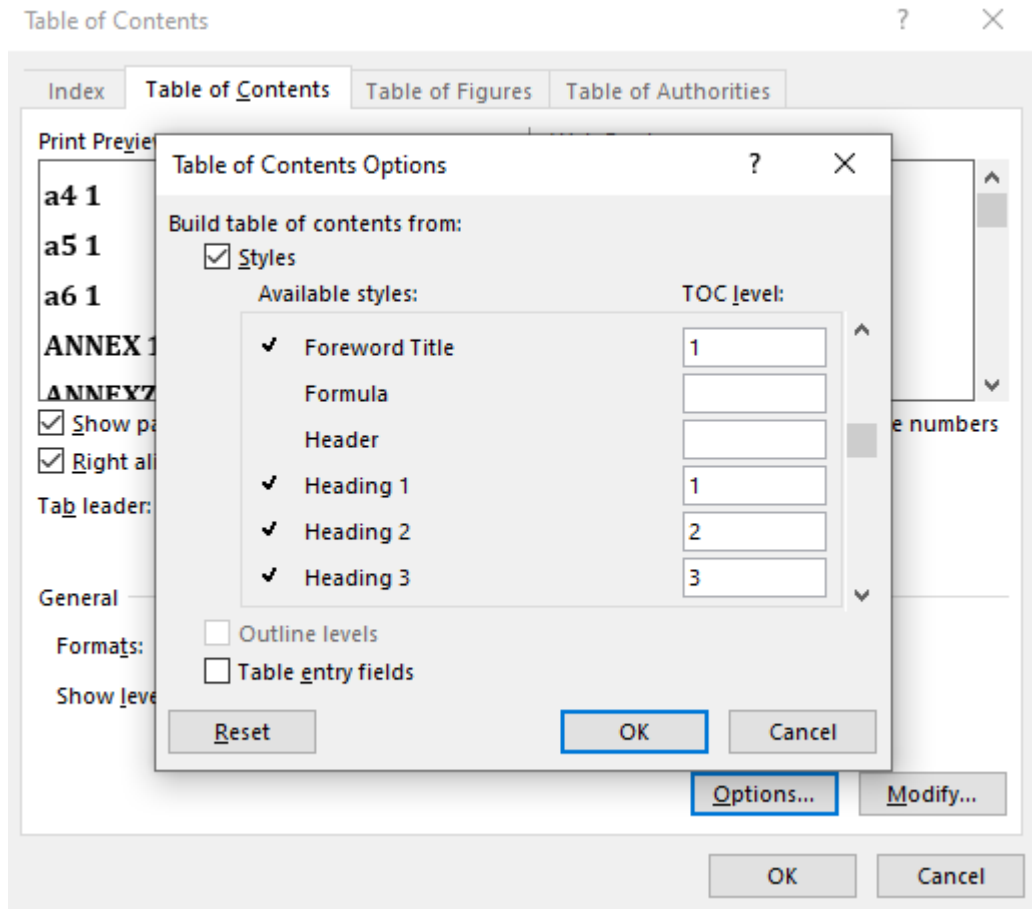 Table of Contents
Index Table of Contents Table of Figures Table of Authorities
Print Previe
a4 1
a5 1
a6 1
ANNEX 1
ANNEXZ
Show pa
e numbers
Right ali
Tab leader:
General
Formats:
Show leve
Options... Modify...
OK Cancel
Table of Contents Options
Build table of contents from:
Styles
Available styles: TOC level:
Foreword Title 1
Formula
Header
Heading 1 1
Heading 2 2
Heading 3 3
Outline levels
Table entry fields
Reset OK Cancel